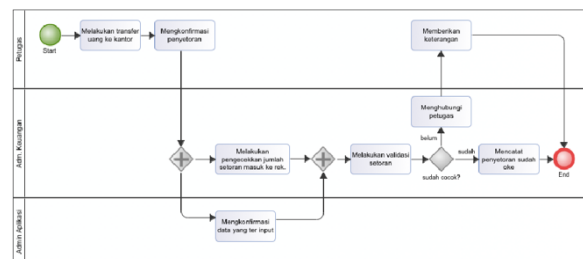 Petugas
Start
Melakukan transfer
uang ke kantor
Mengkonfirmasi
penyetoran
Memberikan
keterangan
Adm. Keuangan
Menghubungi
petugas
belum
Melakukan
pengecekkan jumlah
setoran masuk ke rek.
Melakukan validasi
setoran
sudah cocok?
sudah
Mencatat
penyetoran sudah
oke
End
Admin Aplikasi
Mengkonfirmasi
data yang ter input